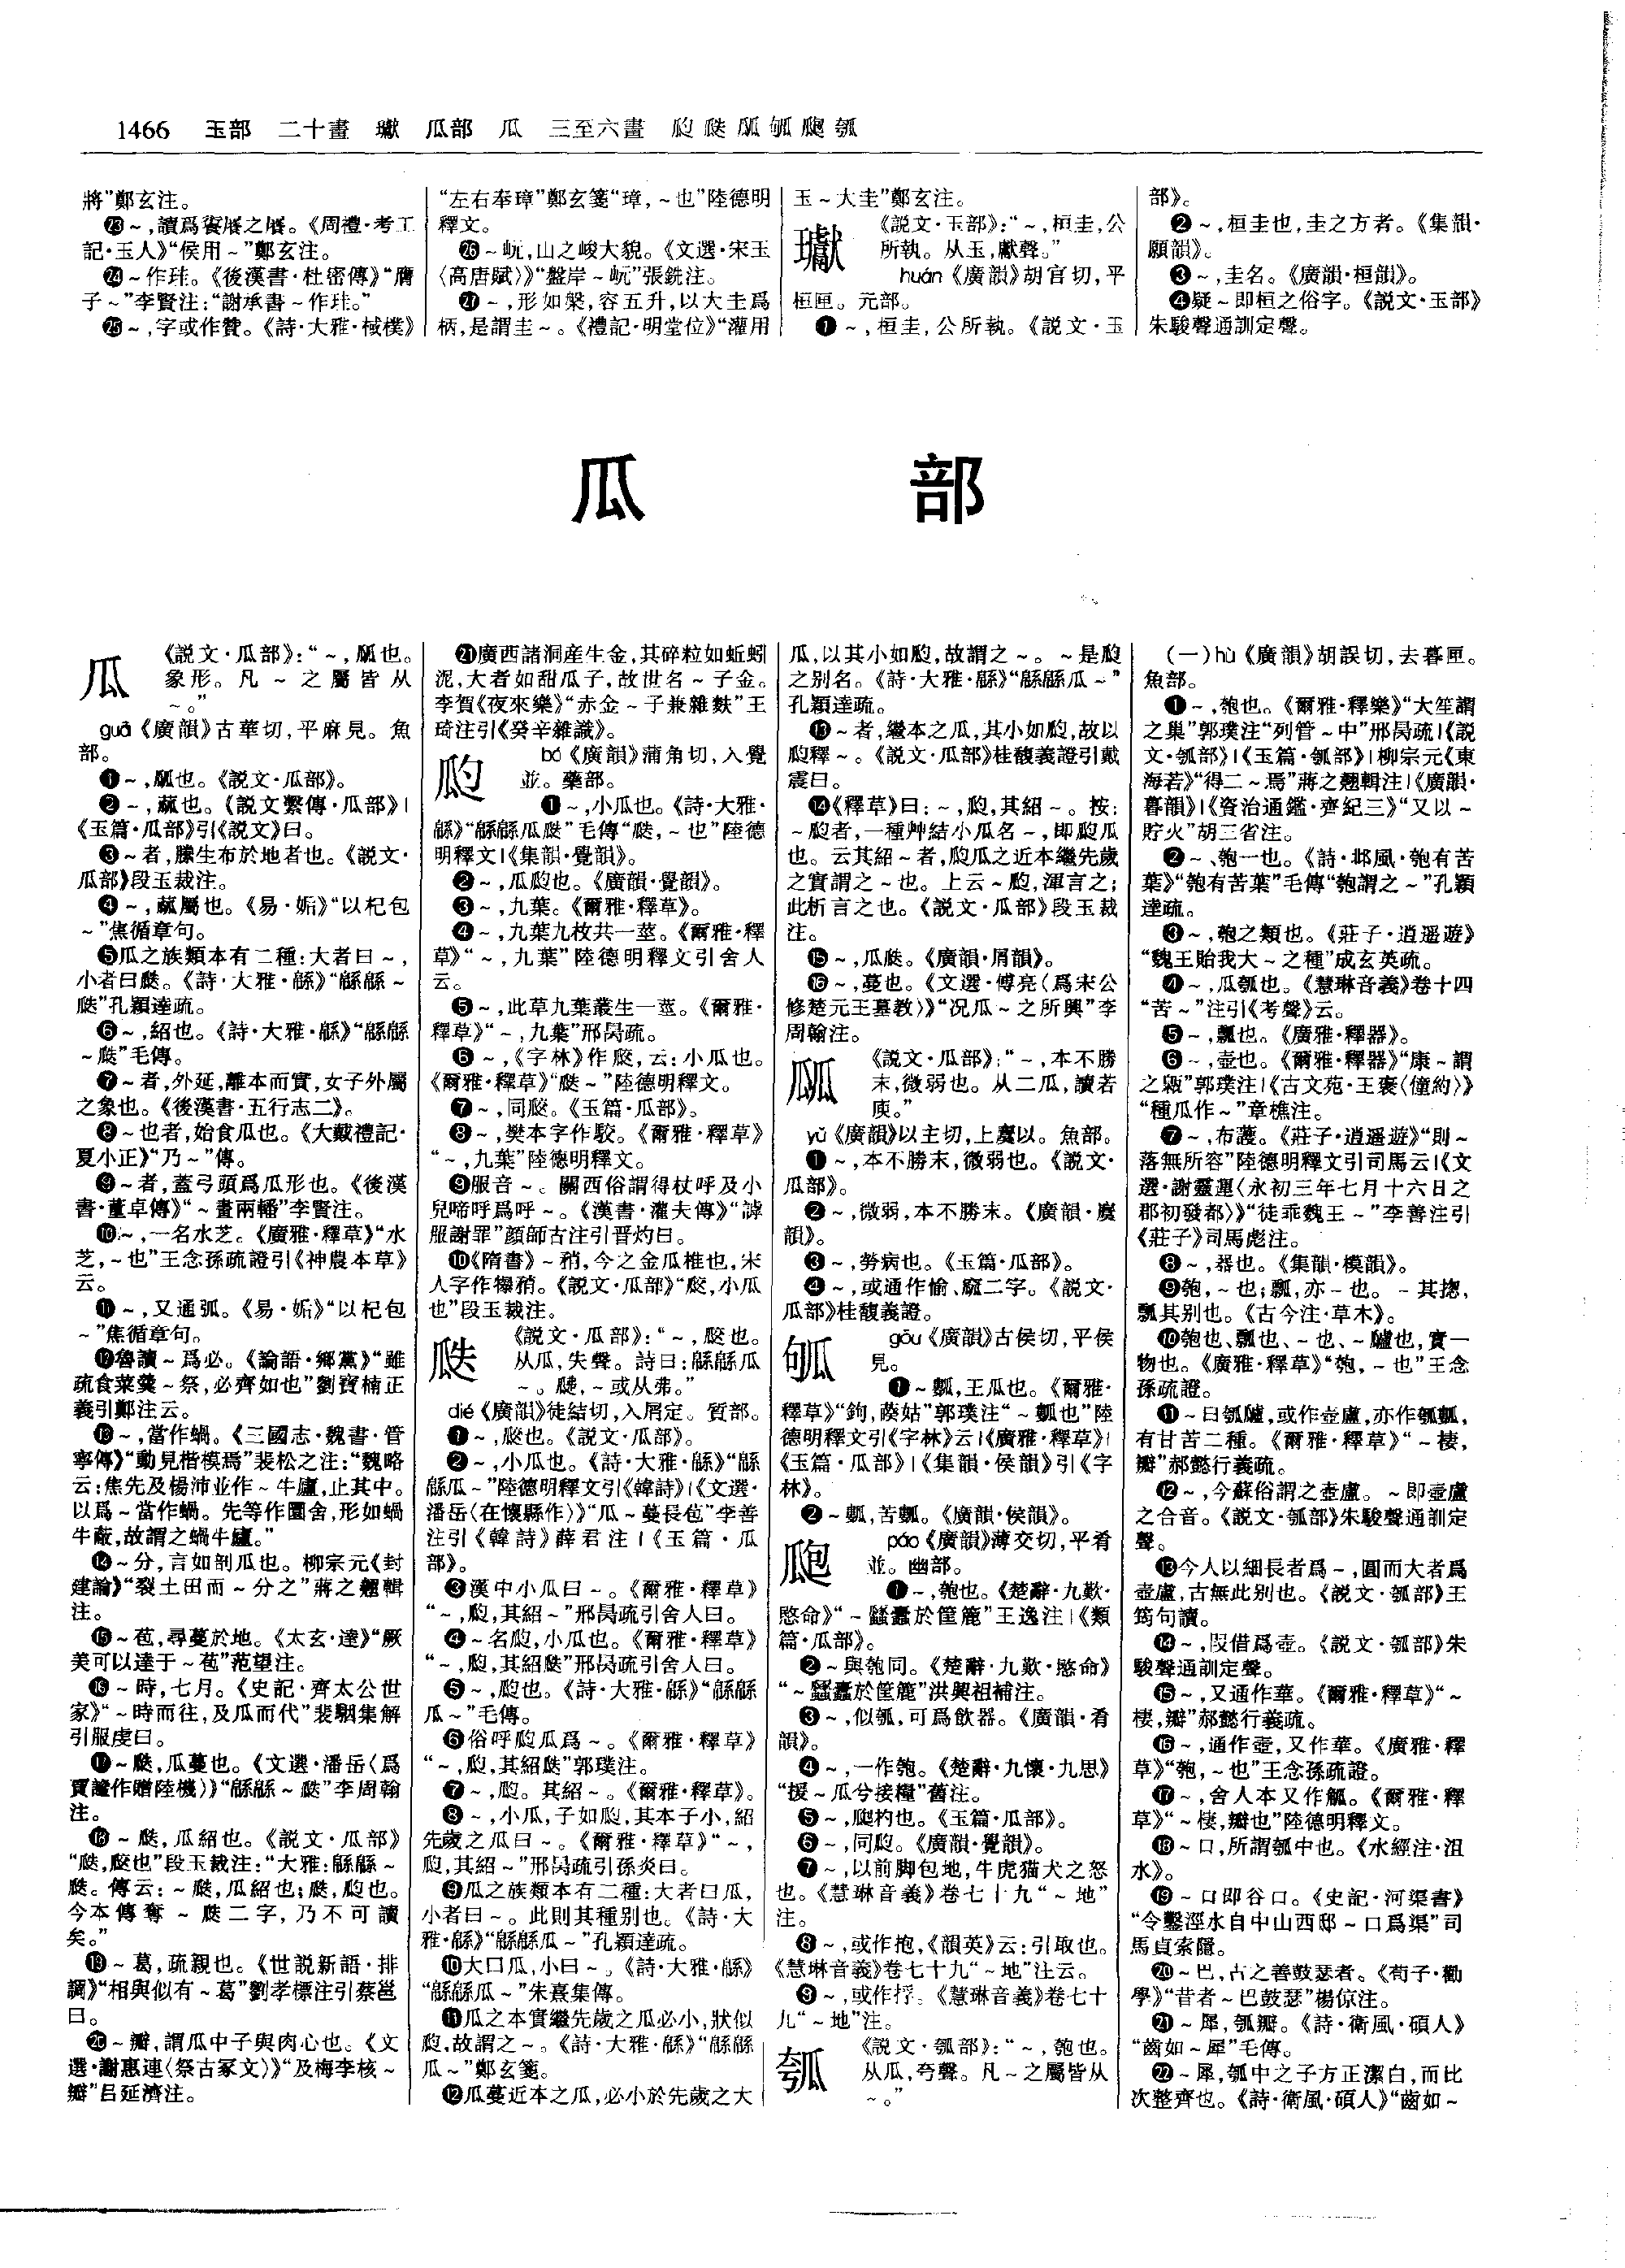 1466 玉部 二十畫 瓛 瓜部 瓜 三至六畫 瓝瓞㼌㼋瓟瓠
將”鄭玄注。
㉓～,讀爲餐㕑之㕑。《周禮·考工
記·玉人》“侯用～”鄭玄注。
㉔～作珪。《後漢書·杜密傳》“膺
子～”李賢注:“謝承書～作珪。”
㉕～,字或作贊。《詩·大雅·棫樸》
“左右奉璋”鄭玄箋“璋,～也”陸德明
釋文。
㉖～岏,山之峻大貌。《文選·宋玉
〈高唐賦〉》“盤岸～岏”張銑注。
㉗～,形如槃,容五升,以大圭爲
柄,是謂圭～。《禮記·明堂位》“灌用
玉～大圭”鄭玄注。
瓛
《説文·玉部》:“～,桓圭,公
所執。从玉,獻聲。”
huán《廣韻》胡官切,平
桓匣。元部。
❶～,桓圭,公所執。《説文·玉
部》。
❷～,桓圭也,圭之方者。《集韻·
願韻》。
❸～,圭名。《廣韻·桓韻》。
❹疑～即桓之俗字。《説文·玉部》
朱駿聲通訓定聲。
瓜 部
瓜
《説文·瓜部》:“～,㼌也。
象形。凡～之屬皆从
～。”
guā《廣韻》古華切,平麻見。魚
部。
❶～,㼌也。《説文·瓜部》。
❷～,蓏也。《説文繫傳·瓜部》|
《玉篇·瓜部》引《説文》曰。
❸～者,縢生布於地者也。《説文·
瓜部》段玉裁注。
❹～,蓏屬也。《易·姤》“以杞包
～”焦循章句。
❺瓜之族類本有二種:大者曰～,
小者曰瓞。《詩·大雅·緜》“緜緜～
瓞”孔穎達疏。
❻～,紹也。《詩·大雅·緜》“緜緜
～瓞”毛傳。
❼～者,外延,離本而實,女子外屬
之象也。《後漢書·五行志二》。
❽～也者,始食瓜也。《大戴禮記·
夏小正》“乃～”傳。
❾～者,蓋弓頭爲瓜形也。《後漢
書·董卓傳》“～畫兩轓”李賢注。
❿～,一名水芝。《廣雅·釋草》“水
芝,～也”王念孫疏證引《神農本草》
云。
⓫～,又通弧。《易·姤》“以杞包
～”焦循章句。
⓬魯讀～爲必。《論語·鄉黨》“雖
疏食菜羹～祭,必齊如也”劉寶楠正
義引鄭注云。
⓭～,當作蝸。《三國志·魏書·管
寧傳》“動見楷模焉”裴松之注:“魏略
云:焦先及楊沛並作～牛廬,止其中。
以爲～當作蝸。先等作圜舍,形如蝸
牛蔽,故謂之蝸牛廬。”
⓮～分,言如剖瓜也。柳宗元《封
建論》“裂土田而～分之”蔣之翹輯
注。
⓯～苞,尋蔓於地。《太玄·達》“厥
美可以達于～苞”范望注。
⓰～時,七月。《史記·齊太公世
家》“～時而往,及瓜而代”裴駰集解
引服虔曰。
⓱～瓞,瓜蔓也。《文選·潘岳〈爲
賈謐作贈陸機〉》“緜緜～瓞”李周翰
注。
⓲～瓞,瓜紹也。《説文·瓜部》
“瓞,㼎也”段玉裁注:“大雅:緜緜～
瓞。傳云:～瓞,瓜紹也;瓞,瓝也。
今本傳奪～瓞二字,乃不可讀
矣。”
⓳～葛,疏親也。《世説新語·排
調》“相與似有～葛”劉孝標注引蔡邕
曰。
⓴～瓣,謂瓜中子與肉心也。《文
選·謝惠連〈祭古冢文〉》“及梅李核～
瓣”吕延濟注。
㉑廣西諸洞産生金,其碎粒如蚯蚓
泥,大者如甜瓜子,故世名～子金。
李賀《夜來樂》“赤金～子兼雜麩”王
琦注引《癸辛雜識》。
瓝
bó《廣韻》蒲角切,入覺
並。藥部。
❶～,小瓜也。《詩·大雅·
緜》“緜緜瓜瓞”毛傳“瓞,～也”陸德
明釋文|《集韻·覺韻》。
❷～,瓜瓝也。《廣韻·覺韻》。
❸～,九葉。《爾雅·釋草》。
❹～,九葉九枚共一莖。《爾雅·釋
草》“～,九葉”陸德明釋文引舍人
云。
❺～,此草九葉叢生一莖。《爾雅·
釋草》“～,九葉”邢昺疏。
❻～,《字林》作㼎,云:小瓜也。
《爾雅·釋草》“瓞～”陸德明釋文。
❼～,同㼎。《玉篇·瓜部》。
❽～,樊本字作駮。《爾雅·釋草》
“～,九葉”陸德明釋文。
❾服音～。關西俗謂得杖呼及小
兒啼呼爲呼～。《漢書·灌夫傳》“謼
服謝罪”顔師古注引晋灼曰。
❿《隋書》～矟,今之金瓜椎也,宋
人字作犦矟。《説文·瓜部》“㼎,小瓜
也”段玉裁注。
瓞
《説文·瓜部》:“～,㼎也。
从瓜,失聲。詩曰:緜緜瓜
～。𤬏,～或从弗。”
dié《廣韻》徒結切,入屑定。質部。
❶～,㼎也。《説文·瓜部》。
❷～,小瓜也。《詩·大雅·緜》“緜
緜瓜～”陸德明釋文引《韓詩》|《文選·
潘岳〈在懷縣作〉》“瓜～蔓長苞”李善
注引《韓詩》薛君注|《玉篇·瓜
部》。
❸漢中小瓜曰～。《爾雅·釋草》
“～,瓝,其紹～”邢昺疏引舍人曰。
❹～名瓝,小瓜也。《爾雅·釋草》
“～,瓝,其紹瓞”邢昺疏引舍人曰。
❺～,瓝也。《詩·大雅·緜》“緜緜
瓜～”毛傳。
❻俗呼瓝瓜爲～。《爾雅·釋草》
“～,瓝,其紹瓞”郭璞注。
❼～,瓝。其紹～。《爾雅·釋草》。
❽～,小瓜,子如瓝,其本子小,紹
先歲之瓜曰～。《爾雅·釋草》“～,
瓝,其紹～”邢昺疏引孫炎曰。
❾瓜之族類本有二種:大者曰瓜,
小者曰～。此則其種别也。《詩·大
雅·緜》“緜緜瓜～”孔穎達疏。
❿大曰瓜,小曰～。《詩·大雅·緜》
“緜緜瓜～”朱熹集傳。
⓫瓜之本實繼先歲之瓜必小,狀似
瓝,故謂之～。《詩·大雅·緜》“緜緜
瓜～”鄭玄箋。
⓬瓜蔓近本之瓜,必小於先歲之大
瓜,以其小如瓝,故謂之～。～是瓝
之别名。《詩·大雅·緜》“緜緜瓜～”
孔穎達疏。
⓭～者,繼本之瓜,其小如瓝,故以
瓝釋～。《説文·瓜部》桂馥義證引戴
震曰。
⓮《釋草》曰:～,瓝,其紹～。按:
～瓝者,一種艸結小瓜名～,即瓝瓜
也。云其紹～者,瓝瓜之近本繼先歲
之實謂之～也。上云～瓝,渾言之;
此析言之也。《説文·瓜部》段玉裁
注。
⓯～,瓜瓞。《廣韻·屑韻》。
⓰～,蔓也。《文選·傅亮〈爲宋公
修楚元王墓教〉》“况瓜～之所興”李
周翰注。
㼌
《説文·瓜部》:“～,本不勝
末,微弱也。从二瓜,讀若
庾。”
yǔ《廣韻》以主切,上麌以。魚部。
❶～,本不勝末,微弱也。《説文·
瓜部》。
❷～,微弱,本不勝末。《廣韻·麌
韻》。
❸～,勞病也。《玉篇·瓜部》。
❹～,或通作愉、窳二字。《説文·
瓜部》桂馥義證。
㼋
gōu《廣韻》古侯切,平侯
見。
❶～㼖,王瓜也。《爾雅·
釋草》“鉤,藈姑”郭璞注“～㼖也”陸
德明釋文引《字林》云|《廣雅·釋草》|
《玉篇·瓜部》|《集韻·侯韻》引《字
林》。
❷～㼖,苦㼖。《廣韻·侯韻》。
瓟
páo《廣韻》薄交切,平肴
並。幽部。
❶～,匏也。《楚辭·九歎·
愍命》“～蠡蠹於筐簏”王逸注|《類
篇·瓜部》。
❷～與匏同。《楚辭·九歎·愍命》
“～蠡蠹於筐簏”洪興祖補注。
❸～,似瓠,可爲飲器。《廣韻·肴
韻》。
❹～,一作匏。《楚辭·九懷·九思》
“援～瓜兮接糧”舊注。
❺～,瓟杓也。《玉篇·瓜部》。
❻～,同瓝。《廣韻·覺韻》。
❼～,以前脚包地,牛虎猫犬之怒
也。《慧琳音義》卷七十九“～地”
注。
❽～,或作抱,《韻英》云:引取也。
《慧琳音義》卷七十九“～地”注云。
❾～,或作捊。《慧琳音義》卷七十
九“～地”注。
瓠
《説文·瓠部》:“～,匏也。
从瓜,夸聲。凡～之屬皆从
～。”
(一)hù《廣韻》胡誤切,去暮匣。
魚部。
❶～,匏也。《爾雅·釋樂》“大笙謂
之巢”郭璞注“列管～中”邢昺疏|《説
文·瓠部》|《玉篇·瓠部》|柳宗元《東
海若》“得二～焉”蔣之翹輯注|《廣韻·
暮韻》|《資治通鑑·齊紀三》“又以～
貯火”胡三省注。
❷～、匏一也。《詩·邶風·匏有苦
葉》“匏有苦葉”毛傳“匏謂之～”孔穎
達疏。
❸～,匏之類也。《莊子·逍遥遊》
“魏王貽我大～之種”成玄英疏。
❹～,瓜瓠也。《慧琳音義》卷十四
“苦～”注引《考聲》云。
❺～,瓢也。《廣雅·釋器》。
❻～,壺也。《爾雅·釋器》“康～謂
之甈”郭璞注|《古文苑·王褒〈僮約〉》
“種瓜作～”章樵注。
❼～,布護。《莊子·逍遥遊》“則～
落無所容”陸德明釋文引司馬云|《文
選·謝靈運〈永初三年七月十六日之
郡初發都〉》“徒乖魏王～”李善注引
《莊子》司馬彪注。
❽～,器也。《集韻·模韻》。
❾匏,～也;瓢,亦～也。～其揔,
瓢其别也。《古今注·草木》。
❿匏也、瓢也、～也、～㼖也,實一
物也。《廣雅·釋草》“匏,～也”王念
孫疏證。
⓫～曰瓠㼖,或作壺盧,亦作瓠㼖,
有甘苦二種。《爾雅·釋草》“～棲,
瓣”郝懿行義疏。
⓬～,今蘇俗謂之壺盧。～即壺盧
之合音。《説文·瓠部》朱駿聲通訓定
聲。
⓭今人以細長者爲～,圓而大者爲
壺盧,古無此别也。《説文·瓠部》王
筠句讀。
⓮～,叚借爲壺。《説文·瓠部》朱
駿聲通訓定聲。
⓯～,又通作華。《爾雅·釋草》“～
棲,瓣”郝懿行義疏。
⓰～,通作壺,又作華。《廣雅·釋
草》“匏,～也”王念孫疏證。
⓱～,舍人本又作觚。《爾雅·釋
草》“～棲,瓣也”陸德明釋文。
⓲～口,所謂瓠中也。《水經注·沮
水》。
⓳～口即谷口。《史記·河渠書》
“令鑿涇水自中山西邸～口爲渠”司
馬貞索隱。
⓴～巴,古之善鼓瑟者。《荀子·勸
學》“昔者～巴鼓瑟”楊倞注。
㉑～犀,瓠瓣。《詩·衛風·碩人》
“齒如～犀”毛傳。
㉒～犀,瓠中之子方正潔白,而比
次整齊也。《詩·衛風·碩人》“齒如～